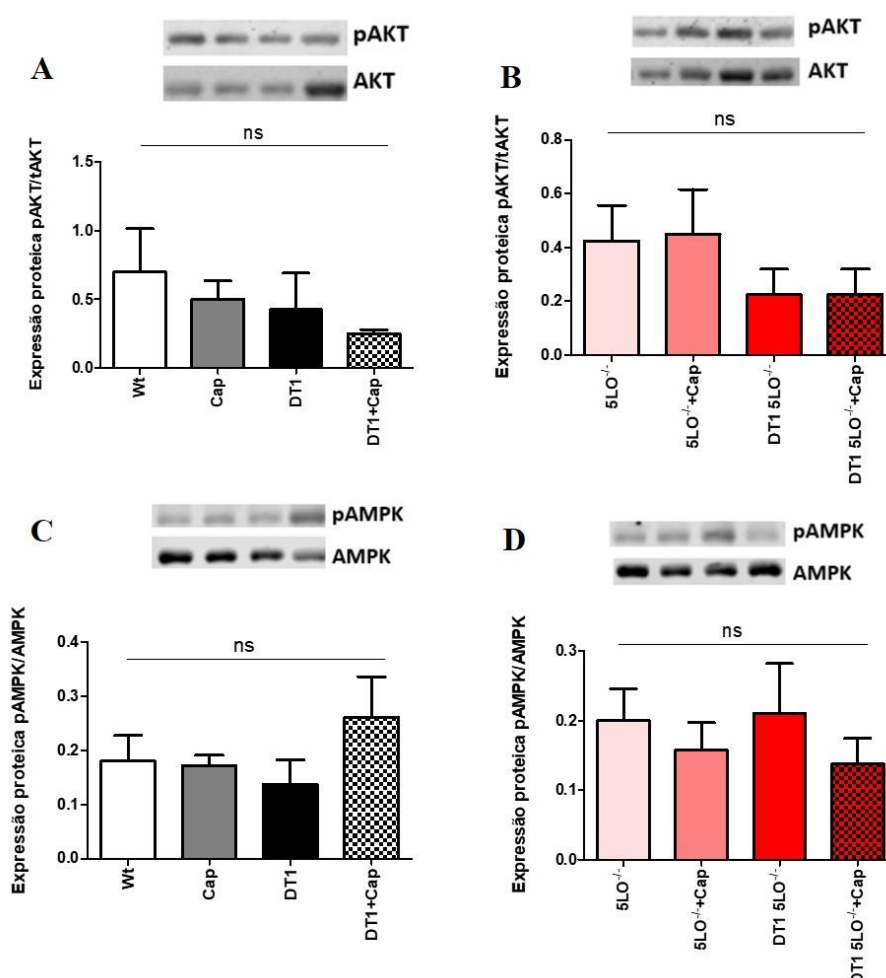 A
pAKT
AKT
ns
Expressão proteica pAKT/tAKT
1.5
1.0
0.5
0.0
Wt
Cap
DT1
DT1+Cap
B
pAKT
AKT
ns
Expressão proteica pAKT/tAKT
0.8
0.6
0.4
0.2
0.0
5LO⁻/⁻
5LO⁻/⁻+Cap
DT1 5LO⁻/⁻
DT1 5LO⁻/⁻+Cap
C
pAMPK
AMPK
ns
Expressão proteica pAMPK/AMPK
0.4
0.3
0.2
0.1
0.0
Wt
Cap
DT1
DT1+Cap
D
pAMPK
AMPK
ns
Expressão proteica pAMPK/AMPK
0.3
0.2
0.1
0.0
5LO⁻/⁻
5LO⁻/⁻+Cap
DT1 5LO⁻/⁻
DT1 5LO⁻/⁻+Cap